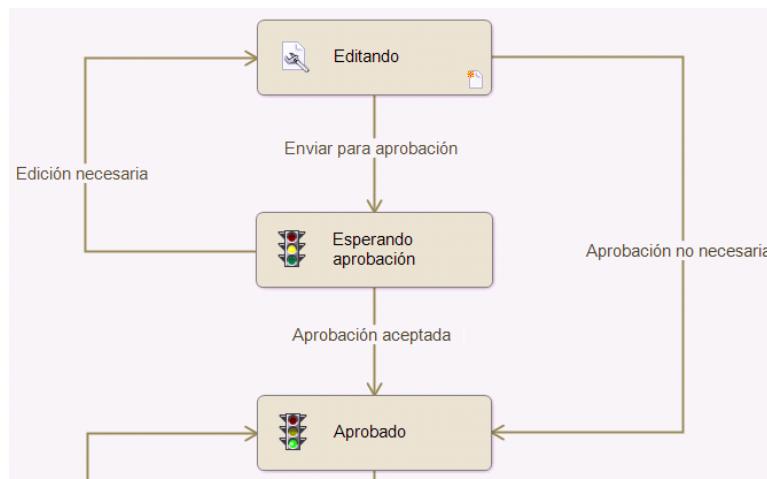 Editando
Enviar para aprobación
Edición necesaria
Esperando
aprobación
Aprobación no necesaria
Aprobación aceptada
Aprobado